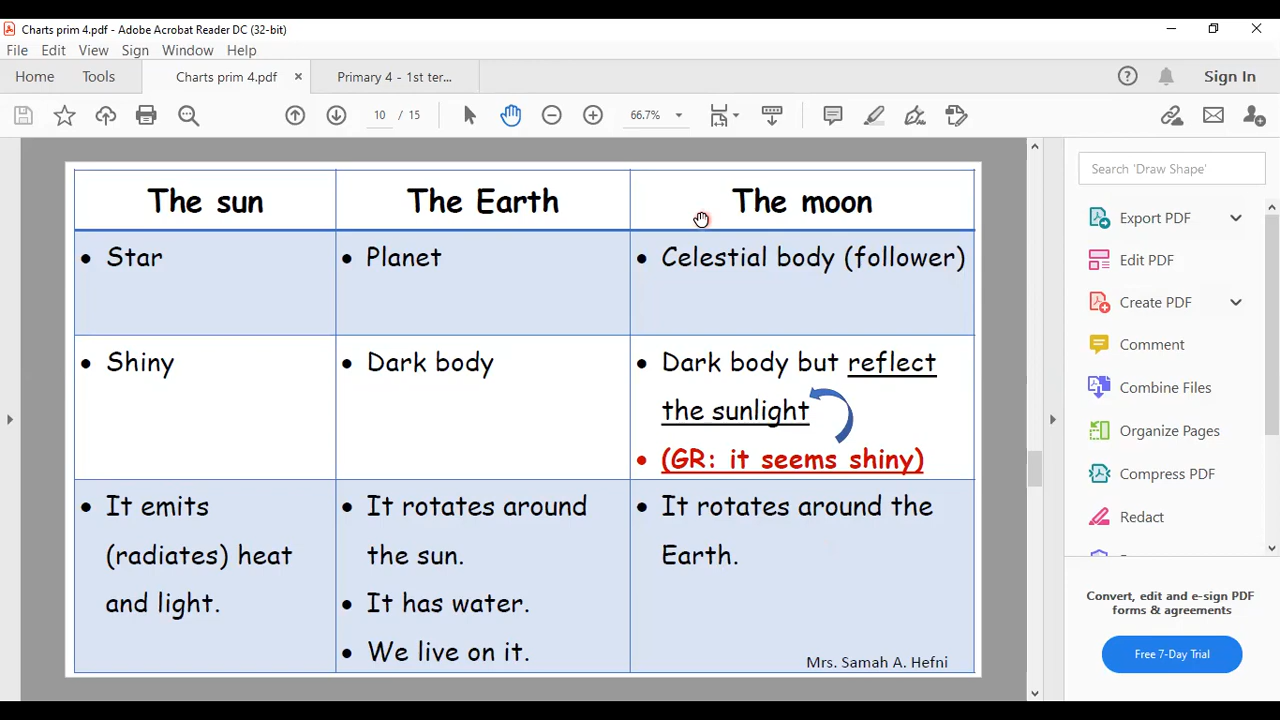 Charts prim 4.pdf - Adobe Acrobat Reader DC (32-bit)
File Edit View Sign Window Help
Home Tools Charts prim 4.pdf × Primary 4 - 1st ter... Sign In
10 / 15 66.7%
The sun The Earth The moon
• Star
• Planet
• Celestial body (follower)
• Shiny
• Dark body
• Dark body but reflect
the sunlight
• (GR: it seems shiny)
• It emits
(radiates) heat
and light.
• It rotates around
the sun.
• It has water.
• We live on it.
• It rotates around the
Earth.
Mrs. Samah A. Hefni
Search 'Draw Shape'
Export PDF
Edit PDF
Create PDF
Comment
Combine Files
Organize Pages
Compress PDF
Redact
Convert, edit and e-sign PDF
forms & agreements
Free 7-Day Trial